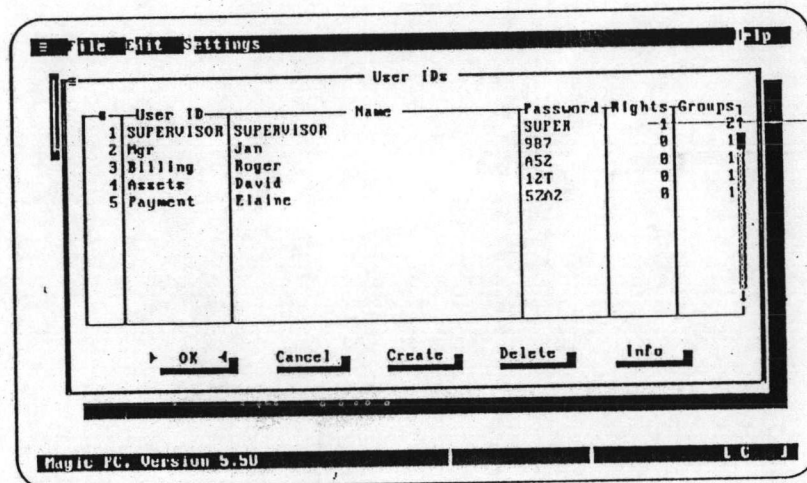 ≡ File Edit Settings Help
User IDs
# User ID Name Password Rights Groups
1 SUPERVISOR SUPERVISOR SUPER 1 2
2 Mgr Jan 987 0 1
3 Billing Roger A52 0 1
4 Assets David 12T 0 1
5 Payment Elaine 52A2 0 1
OK Cancel Create Delete Info
Magic PC, Version 5.50 [ C ]